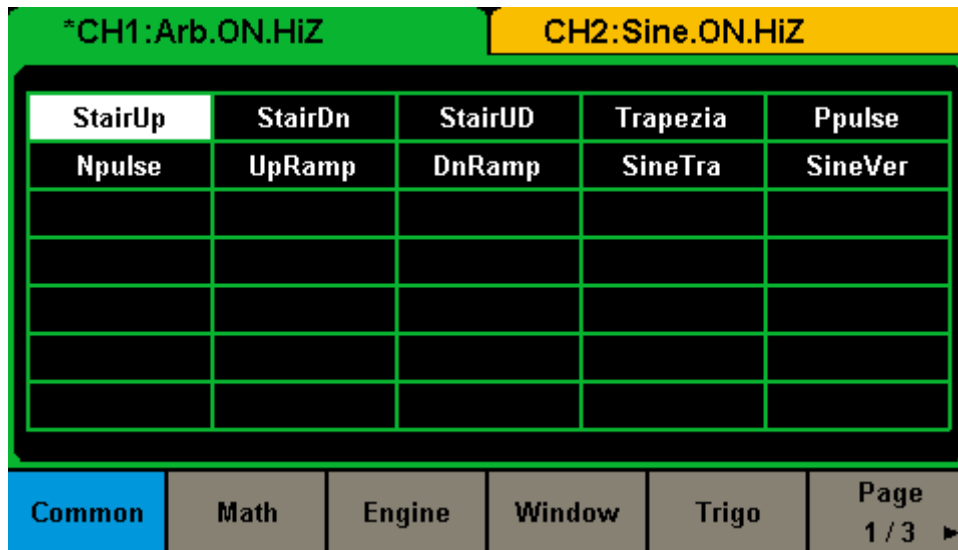 *CH1:Arb.ON.HiZ CH2:Sine.ON.HiZ
StairUp StairDn StairUD Trapezia Ppulse
Npulse UpRamp DnRamp SineTra SineVer
Common Math Engine Window Trigo Page
1 / 3 ►